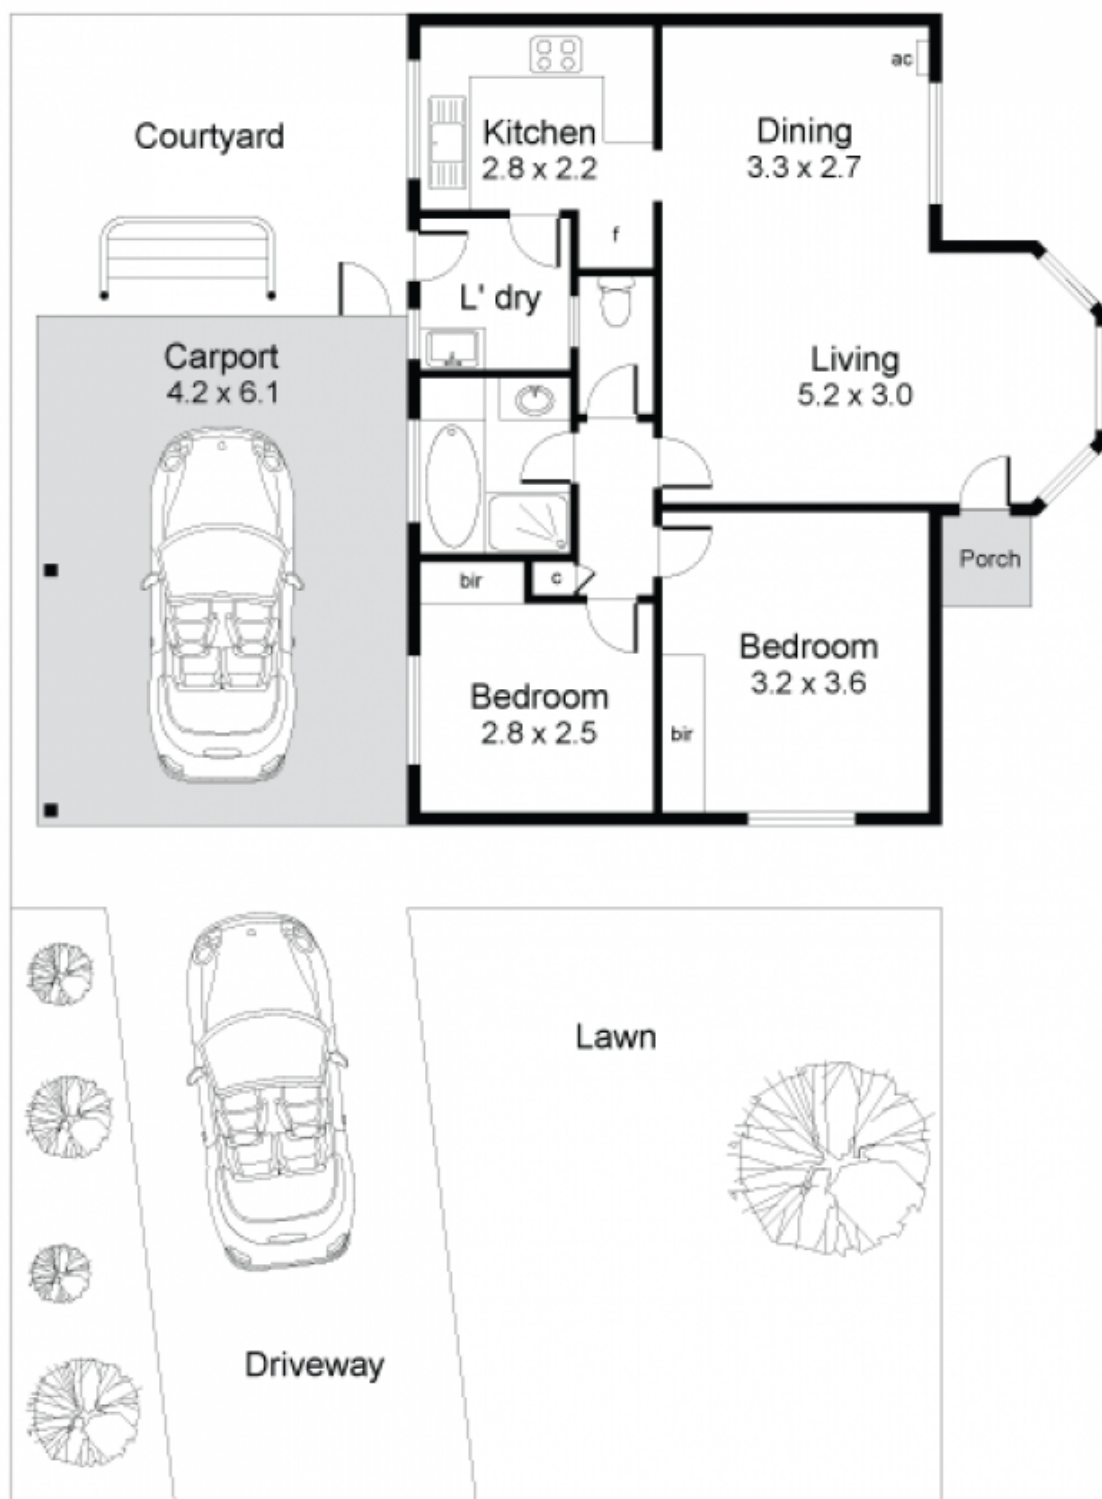 ac
Courtyard
Kitchen
2.8 x 2.2
Dining
3.3 x 2.7
f
L' dry
Carport
4.2 x 6.1
Living
5.2 x 3.0
Porch
bir
c
Bedroom
3.2 x 3.6
Bedroom
2.8 x 2.5
bir
Lawn
Driveway